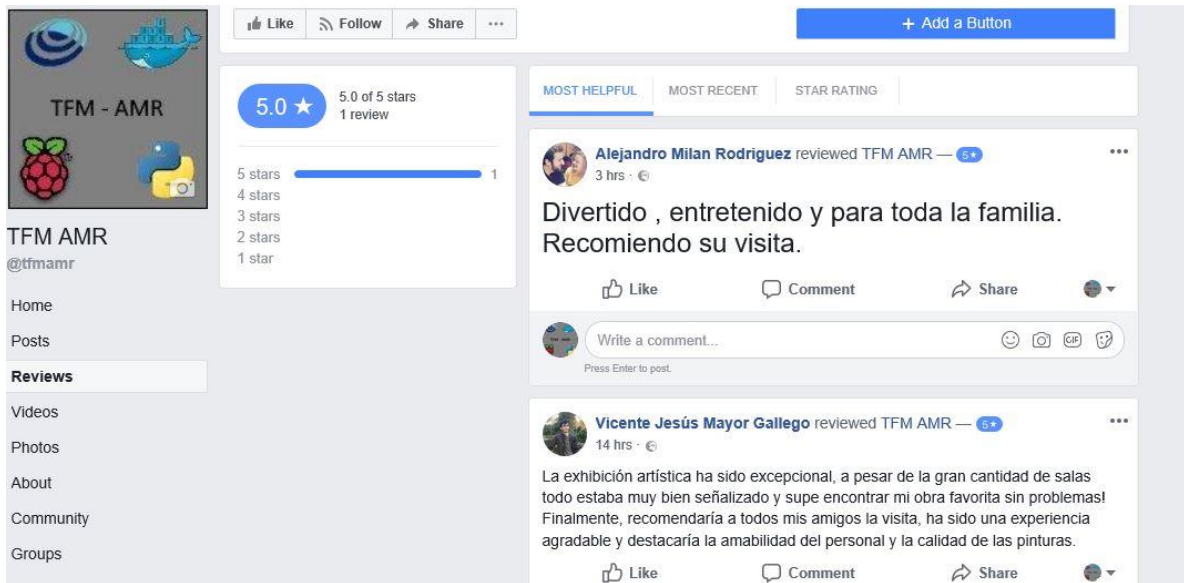 TFM - AMR
TFM AMR
@tfmamr
Home
Posts
Reviews
Videos
Photos
About
Community
Groups
Like
Follow
Share
+ Add a Button
5.0 ★
5.0 of 5 stars
1 review
5 stars 1
4 stars
3 stars
2 stars
1 star
MOST HELPFUL
MOST RECENT
STAR RATING
Alejandro Milan Rodriguez reviewed TFM AMR — 5★
3 hrs ·
Divertido , entretenido y para toda la familia.
Recomiendo su visita.
Like
Comment
Share
Write a comment...
GIF
Press Enter to post.
Vicente Jesús Mayor Gallego reviewed TFM AMR — 5★
14 hrs ·
La exhibición artística ha sido excepcional, a pesar de la gran cantidad de salas
todo estaba muy bien señalizado y supe encontrar mi obra favorita sin problemas!
Finalmente, recomendaría a todos mis amigos la visita, ha sido una experiencia
agradable y destacaría la amabilidad del personal y la calidad de las pinturas.
Like
Comment
Share